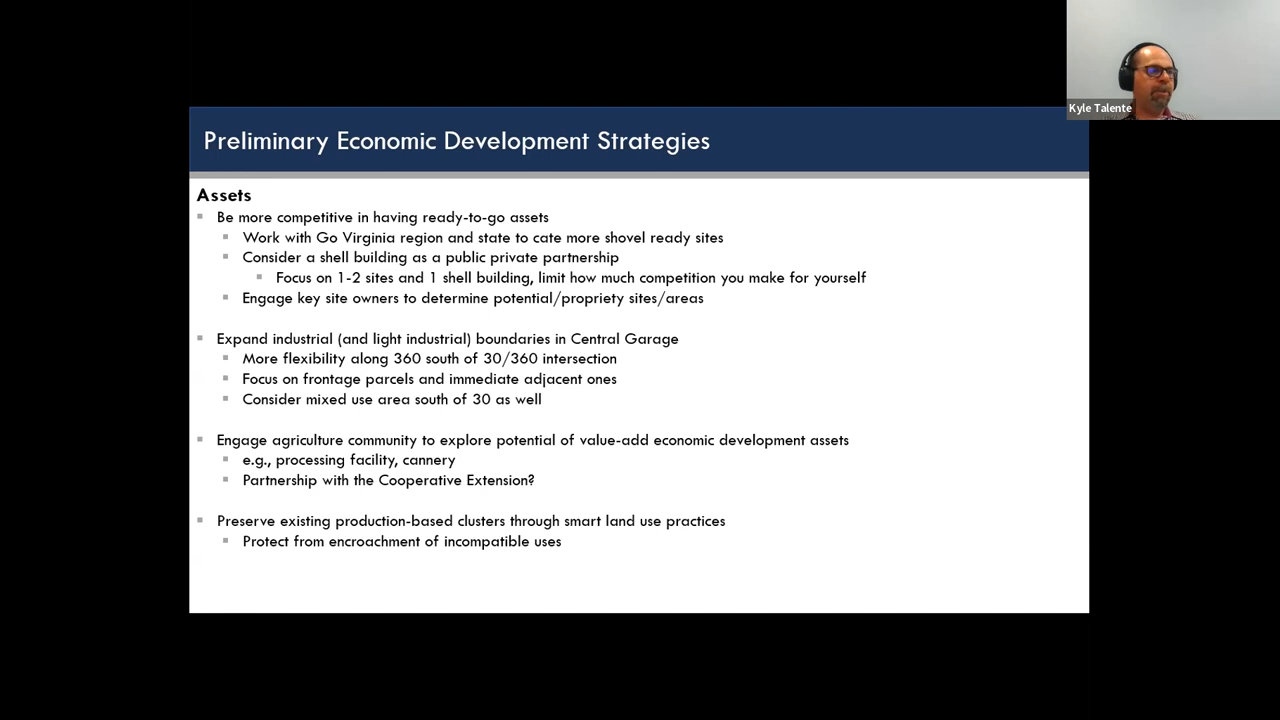 Kyle Talente
Preliminary Economic Development Strategies
Assets
Be more competitive in having ready-to-go assets
Work with Go Virginia region and state to cate more shovel ready sites
Consider a shell building as a public private partnership
Focus on 1-2 sites and 1 shell building, limit how much competition you make for yourself
Engage key site owners to determine potential/propriety sites/areas
Expand industrial (and light industrial) boundaries in Central Garage
More flexibility along 360 south of 30/360 intersection
Focus on frontage parcels and immediate adjacent ones
Consider mixed use area south of 30 as well
Engage agriculture community to explore potential of value-add economic development assets
e.g., processing facility, cannery
Partnership with the Cooperative Extension?
Preserve existing production-based clusters through smart land use practices
Protect from encroachment of incompatible uses